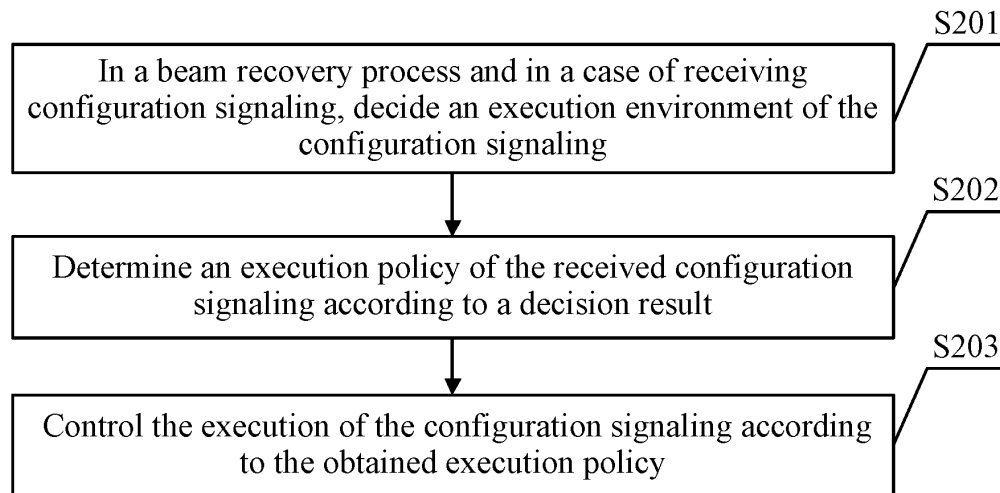 S201
In a beam recovery process and in a case of receiving
configuration signaling, decide an execution environment of the
configuration signaling
S202
Determine an execution policy of the received configuration
signaling according to a decision result
S203
Control the execution of the configuration signaling according
to the obtained execution policy